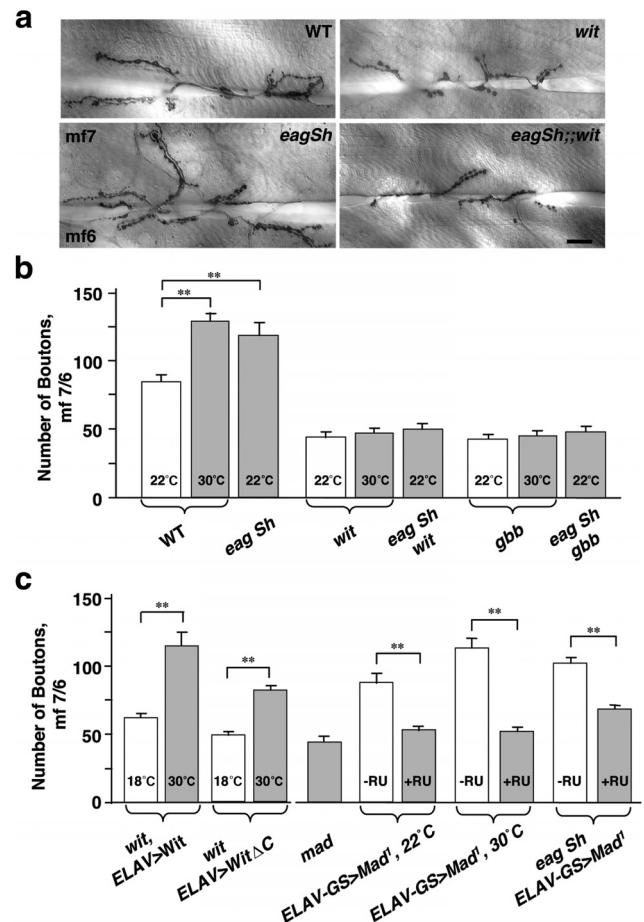 a
WT
wit
mf7
eagSh
mf6
eagSh;;wit
b
Number of Boutons,
mf 7/6
150
100
50
0
**
**
22°C
30°C
22°C
22°C
30°C
22°C
22°C
30°C
22°C
WT
eag Sh
wit
eag Sh
wit
gbb
eag Sh
gbb
c
Number of Boutons,
mf 7/6
150
100
50
0
**
**
**
**
**
18°C
30°C
18°C
30°C
-RU
+RU
-RU
+RU
-RU
+RU
wit,
ELAV>Wit
wit
ELAV>WitΔC
mad
ELAV-GS>Mad¹, 22°C
ELAV-GS>Mad¹, 30°C
eag Sh
ELAV-GS>Mad¹